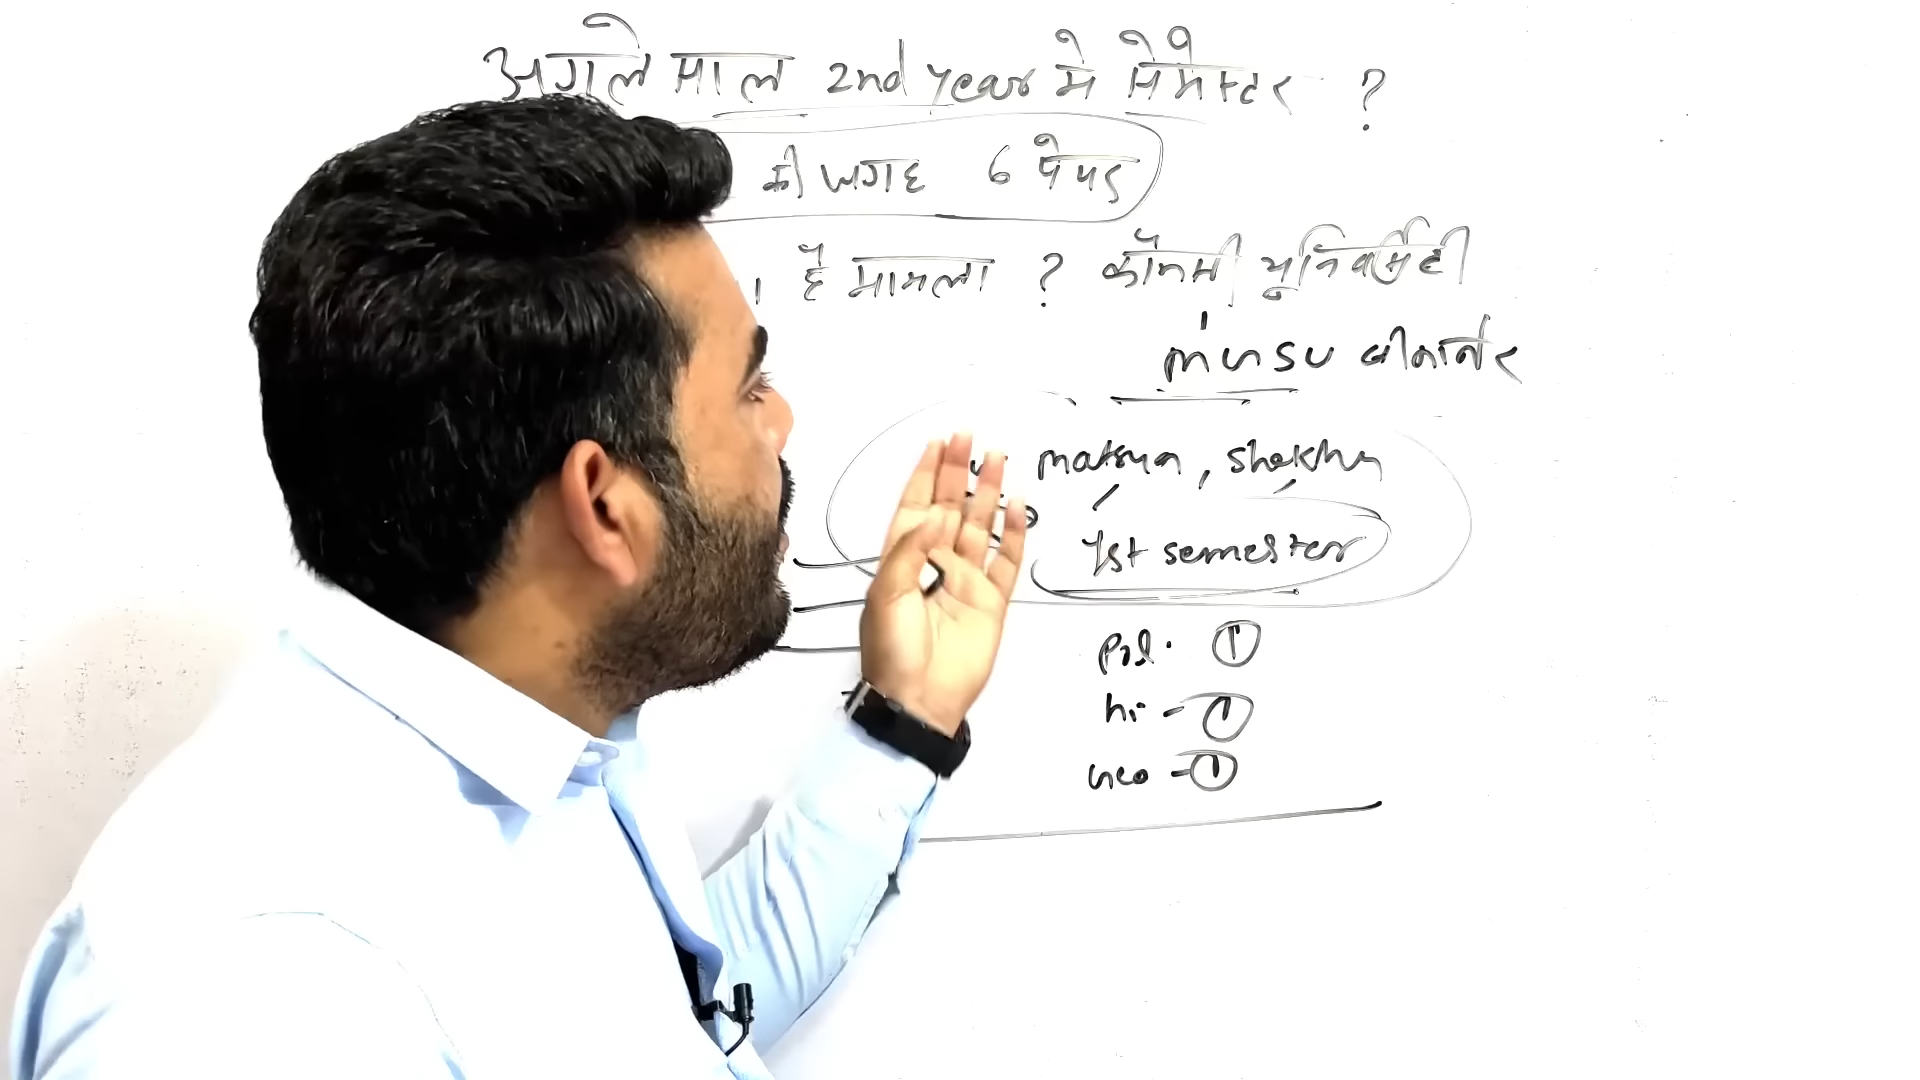 अगले साल 2nd year मे सेमेस्टर ?
की जगह 6 पेपर
है मामला ? कौनसी यूनिवर्सिटी
MGSU बीकानेर
matsya, shekha
1st semester
Pol. 1
hi - 1
Geo - 1